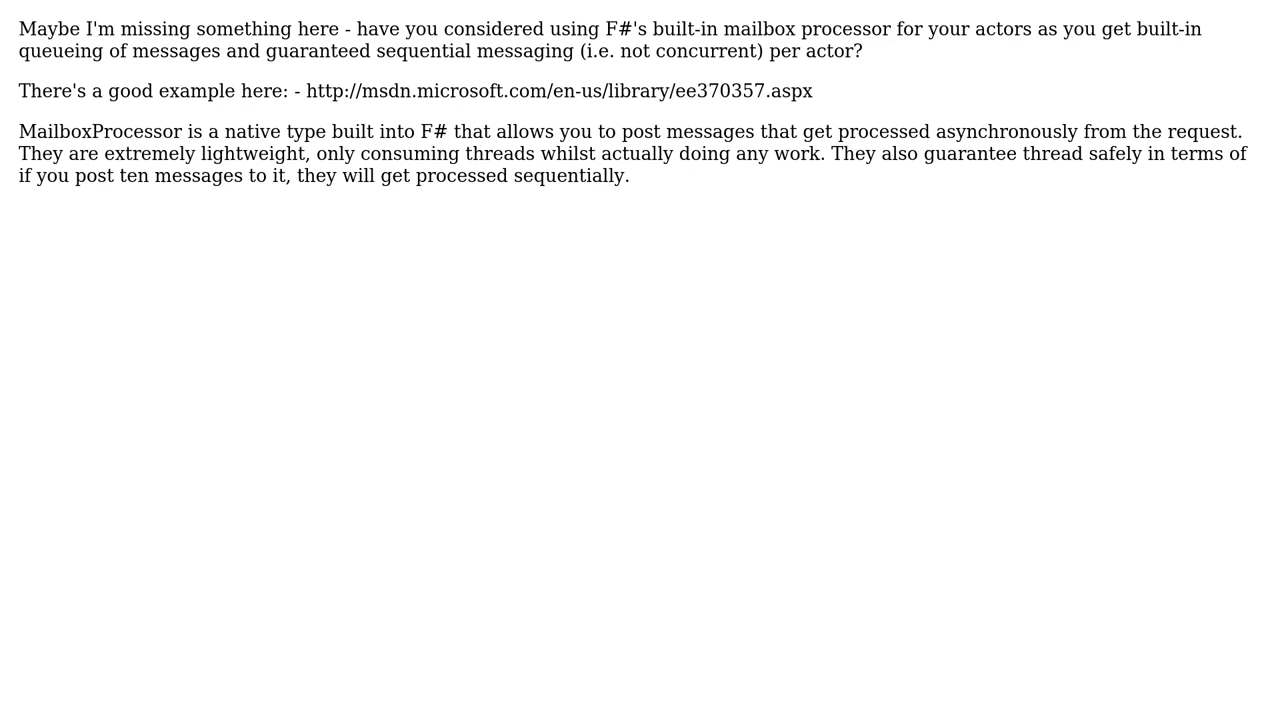 Maybe I'm missing something here - have you considered using F#'s built-in mailbox processor for your actors as you get built-in
queueing of messages and guaranteed sequential messaging (i.e. not concurrent) per actor?
There's a good example here: - http://msdn.microsoft.com/en-us/library/ee370357.aspx
MailboxProcessor is a native type built into F# that allows you to post messages that get processed asynchronously from the request.
They are extremely lightweight, only consuming threads whilst actually doing any work. They also guarantee thread safely in terms of
if you post ten messages to it, they will get processed sequentially.